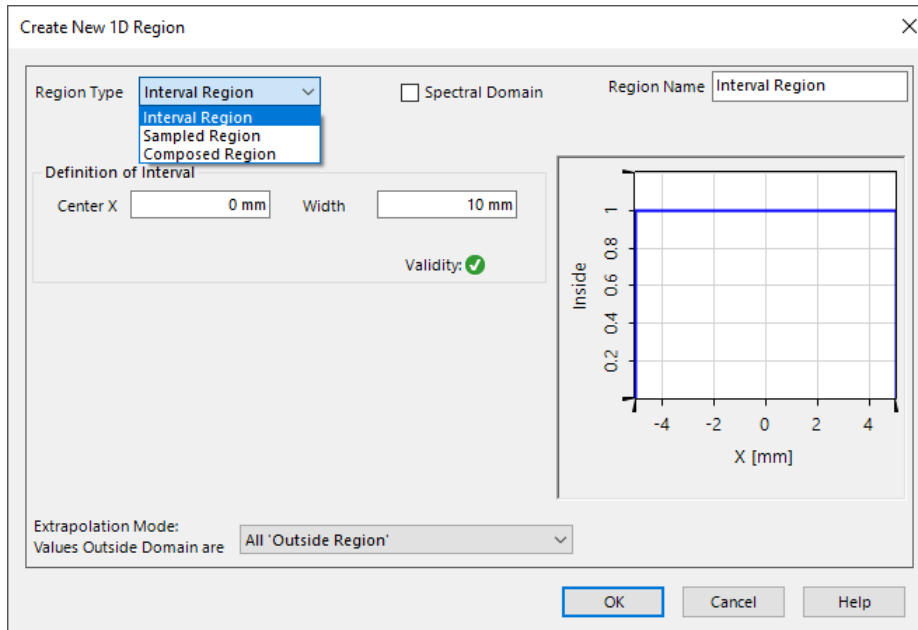 Create New 1D Region
Region Type
Interval Region
Spectral Domain
Region Name
Interval Region
Interval Region
Sampled Region
Composed Region
Definition of Interval
Center X
0 mm
Width
10 mm
Validity:
Inside
1
0.8
0.6
0.4
0.2
-4
-2
0
2
4
X [mm]
Extrapolation Mode:
Values Outside Domain are
All 'Outside Region'
OK
Cancel
Help